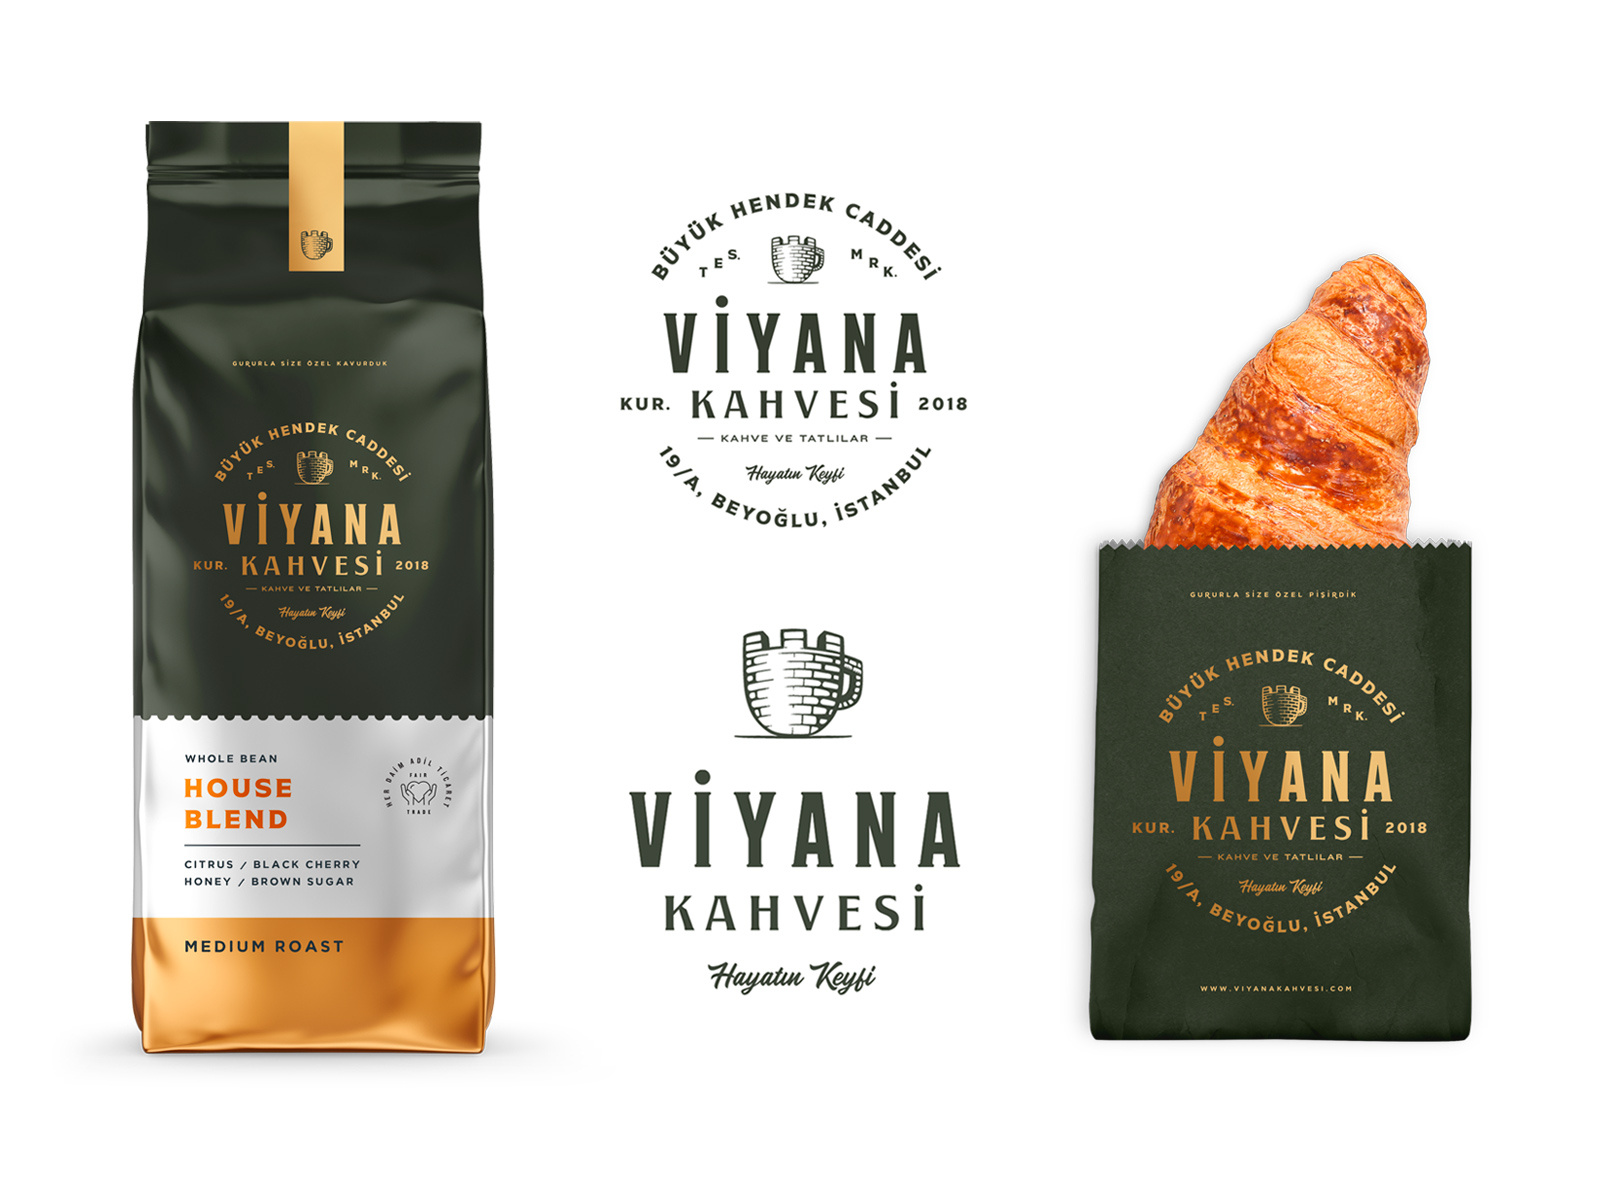 GURURLA SİZE ÖZEL KAVURDUK
BÜYÜK HENDEK CADDESİ
TES. MRK.
VİYANA
KUR. KAHVESİ 2018
KAHVE VE TATLILAR
Hayatın Keyfi
19/A, BEYOĞLU, İSTANBUL
WHOLE BEAN
HOUSE
BLEND
HER DAİM ADİL TİCARET
FAIR
TRADE
CITRUS / BLACK CHERRY
HONEY / BROWN SUGAR
MEDIUM ROAST
BÜYÜK HENDEK CADDESİ
TES. MRK.
VİYANA
KUR. KAHVESİ 2018
KAHVE VE TATLILAR
Hayatın Keyfi
19/A, BEYOĞLU, İSTANBUL
VİYANA
KAHVESİ
Hayatın Keyfi
GURURLA SİZE ÖZEL PİŞİRDİK
BÜYÜK HENDEK CADDESİ
TES. MRK.
VİYANA
KUR. KAHVESİ 2018
KAHVE VE TATLILAR
Hayatın Keyfi
19/A, BEYOĞLU, İSTANBUL
WWW.VIYANAKAHVESI.COM